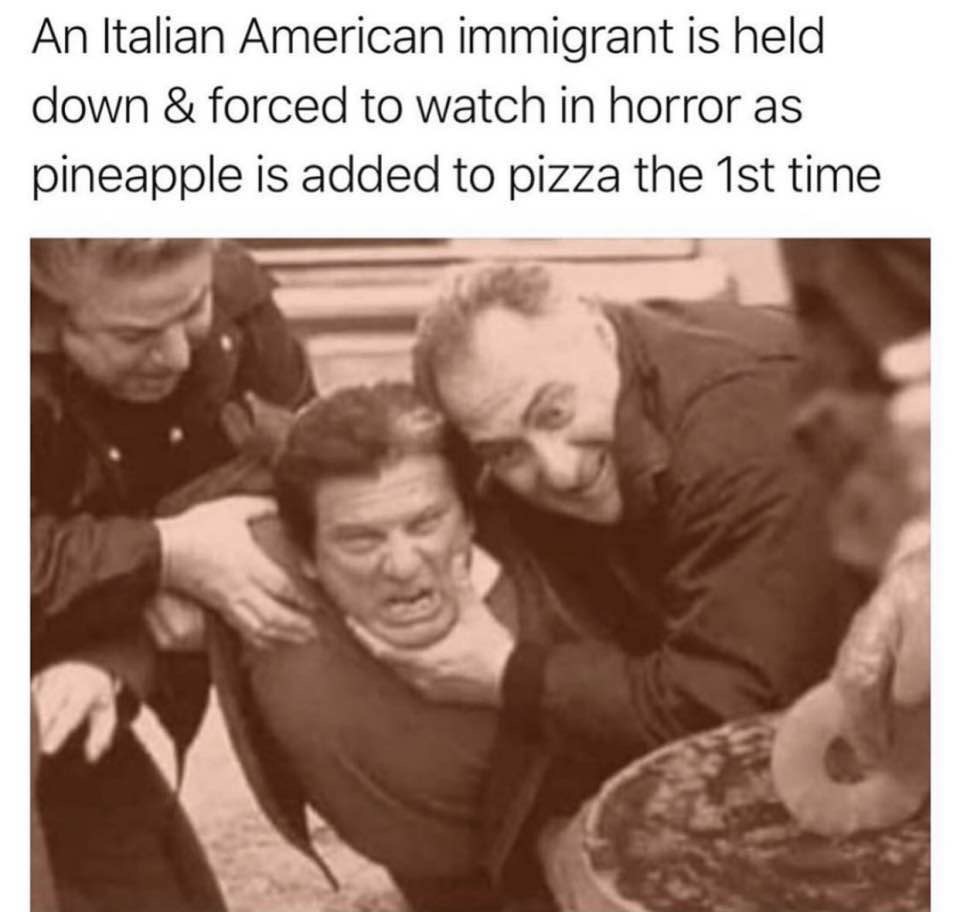 An Italian American immigrant is held
down & forced to watch in horror as
pineapple is added to pizza the 1st time